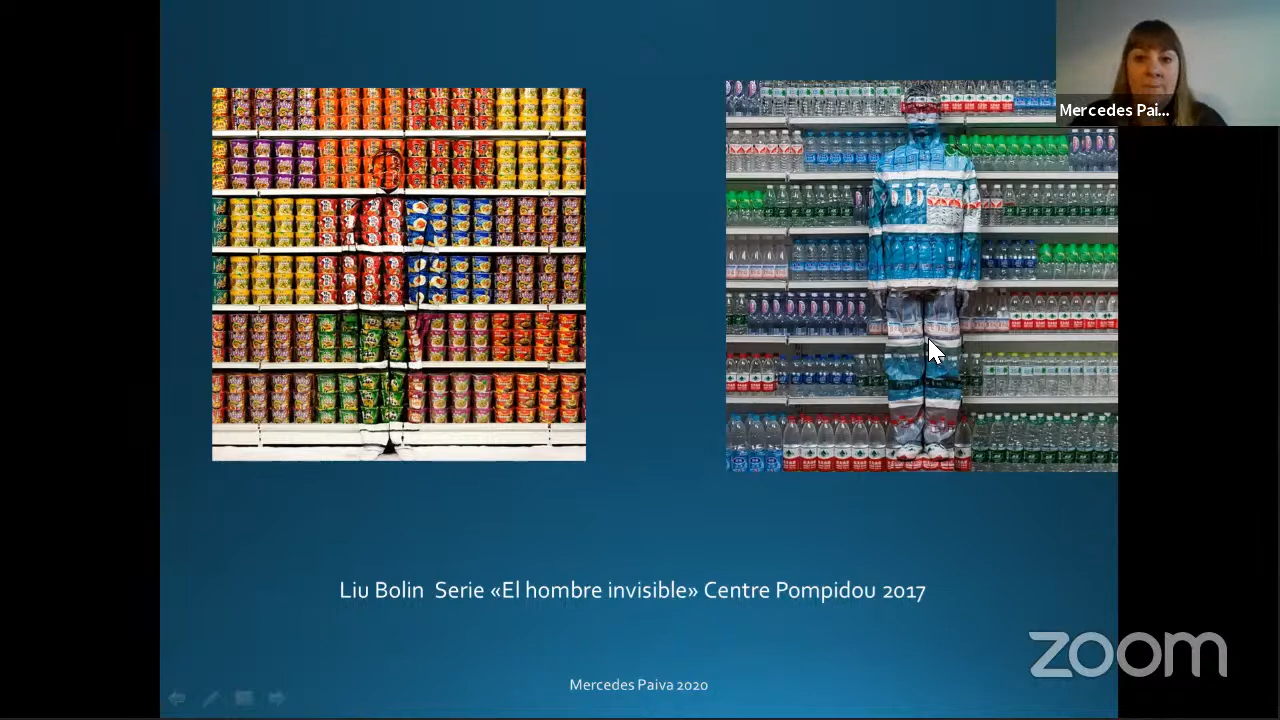 Mercedes Pai...
Liu Bolin Serie «El hombre invisible» Centre Pompidou 2017
zoom
Mercedes Paiva 2020